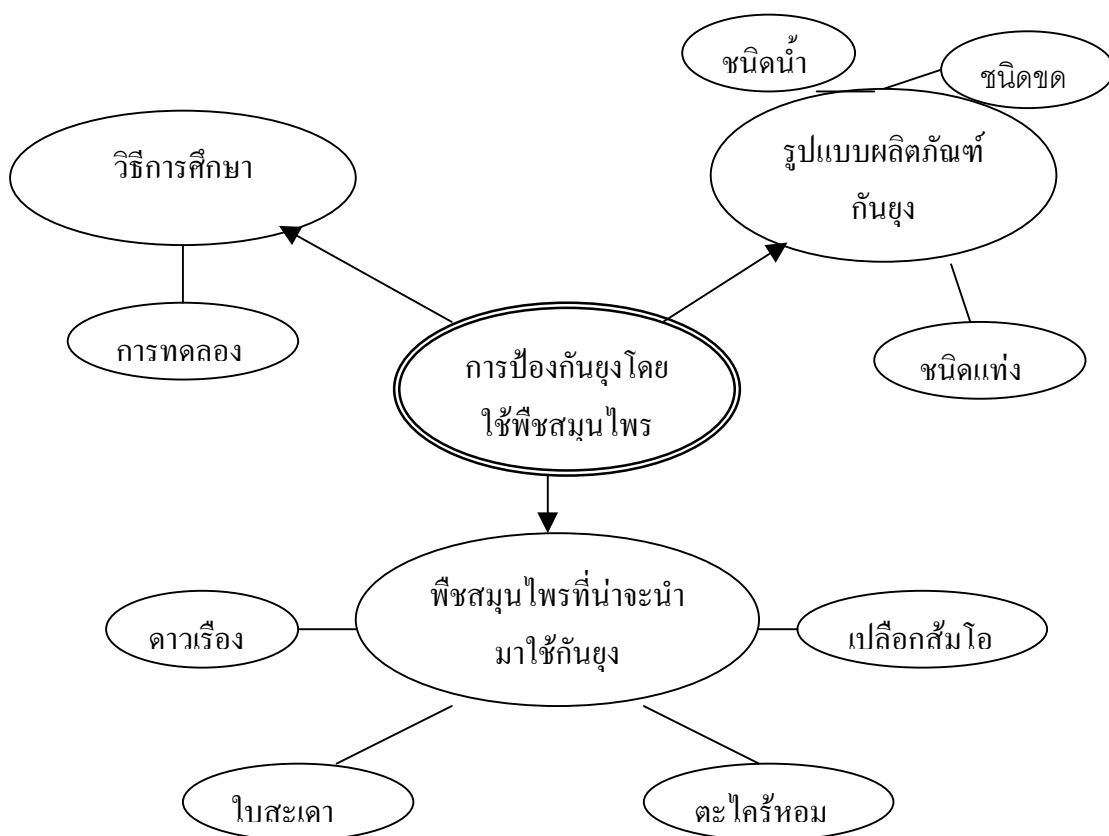 ชนิดน้ำ
ชนิดขด
วิธีการศึกษา
รูปแบบผลิตภัณฑ์
กันยุง
การทดลอง
การป้องกันยุงโดย
ใช้พืชสมุนไพร
ชนิดแท่ง
พืชสมุนไพรที่น่าจะนำ
มาใช้กันยุง
ดาวเรือง
เปลือกส้มโอ
ใบสะเดา
ตะไคร้หอม